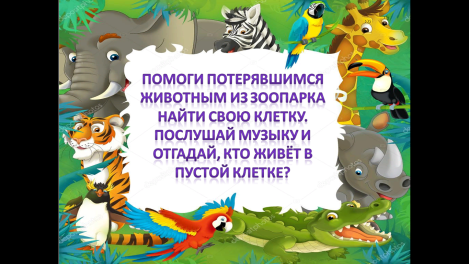 ПОМОГИ ПОТЕРЯВШИМСЯ
ЖИВОТНЫМ ИЗ ЗООПАРКА
НАЙТИ СВОЮ КЛЕТКУ.
ПОСЛУШАЙ МУЗЫКУ И
ОТГАДАЙ, КТО ЖИВЁТ В
ПУСТОЙ КЛЕТКЕ?